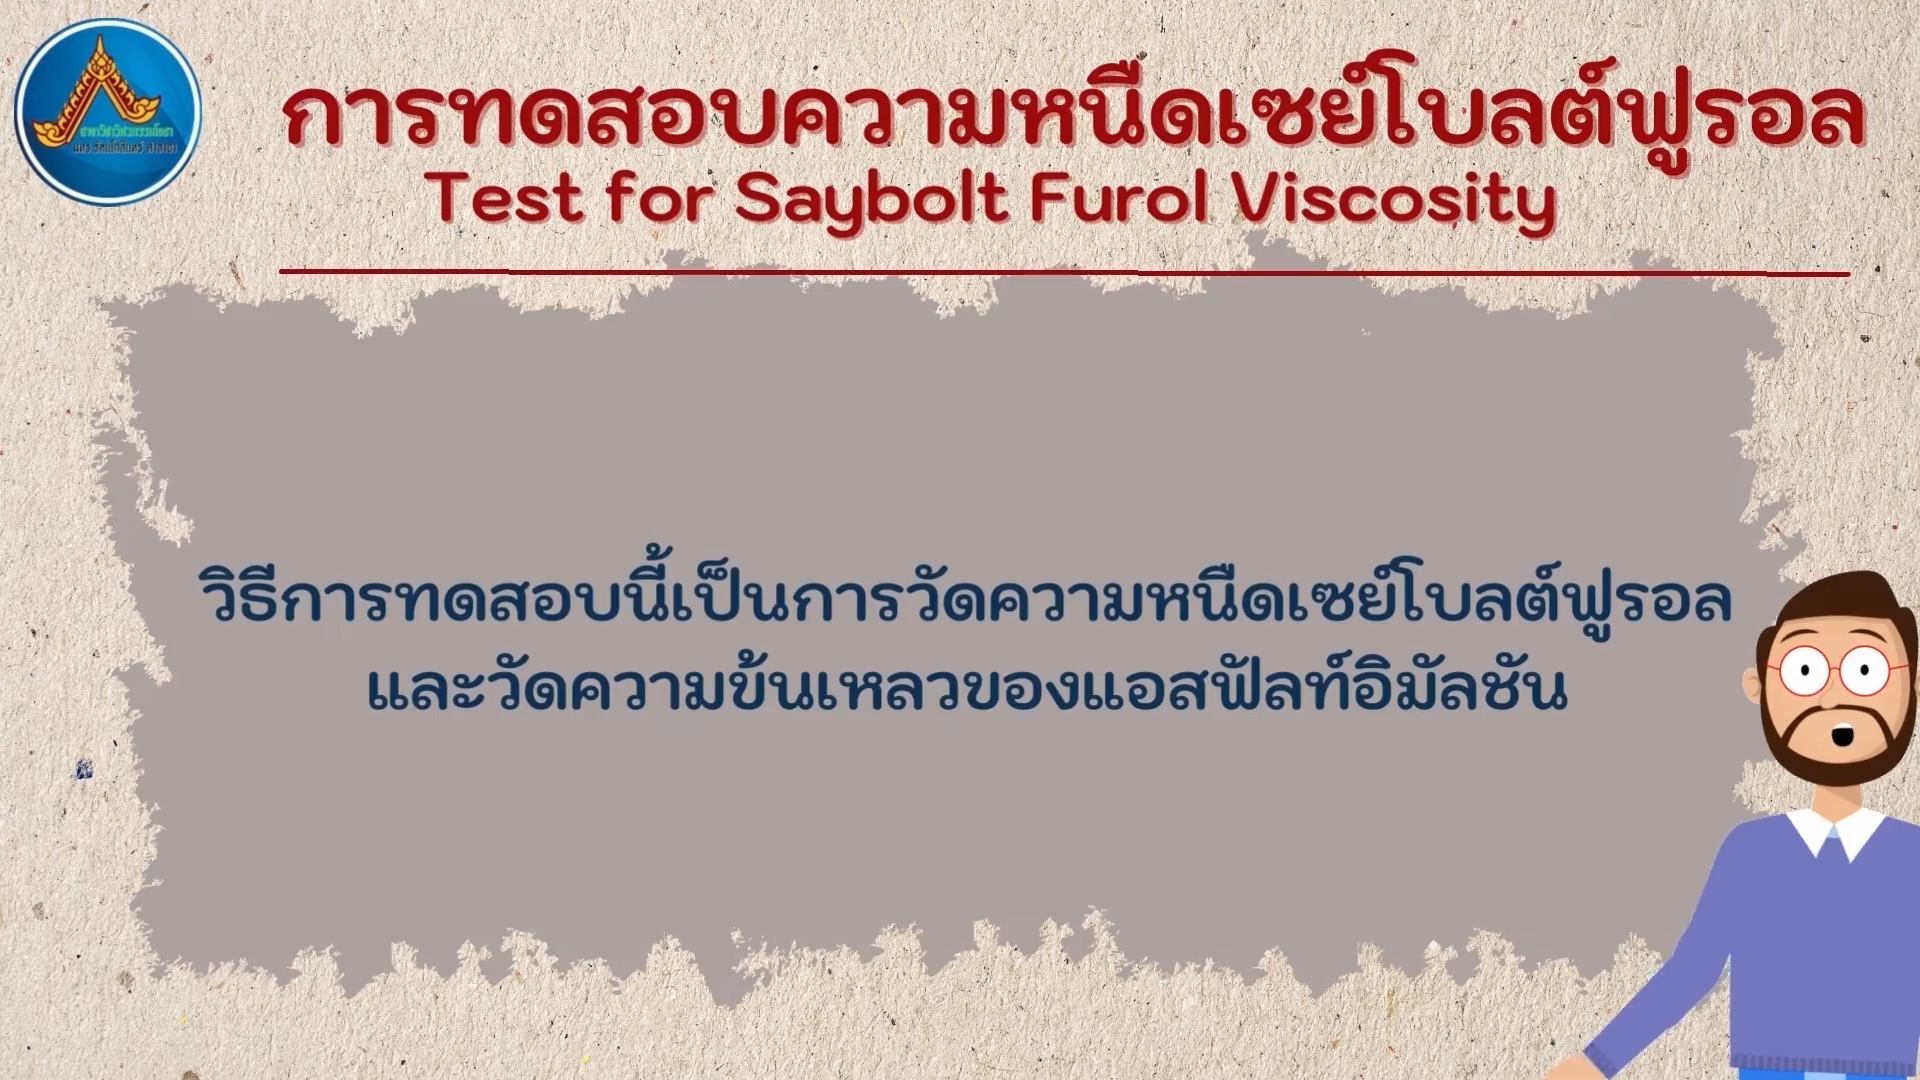 การทดสอบความหนืดเซย์โบลต์ฟูรอล
Test for Saybolt Furol Viscosity
วิธีการทดสอบนี้เป็นการวัดความหนืดเซย์โบลต์ฟูรอล
และวัดความข้นเหลวของแอสฟัลท์อิมัลชัน